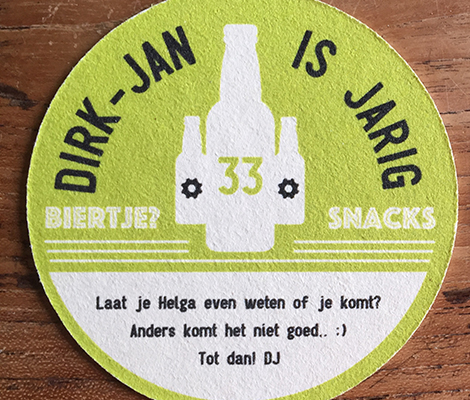 DIRK-JAN IS JARIG
33
BIERTJE? SNACKS
Laat je Helga even weten of je komt?
Anders komt het niet goed.. :)
Tot dan! DJ